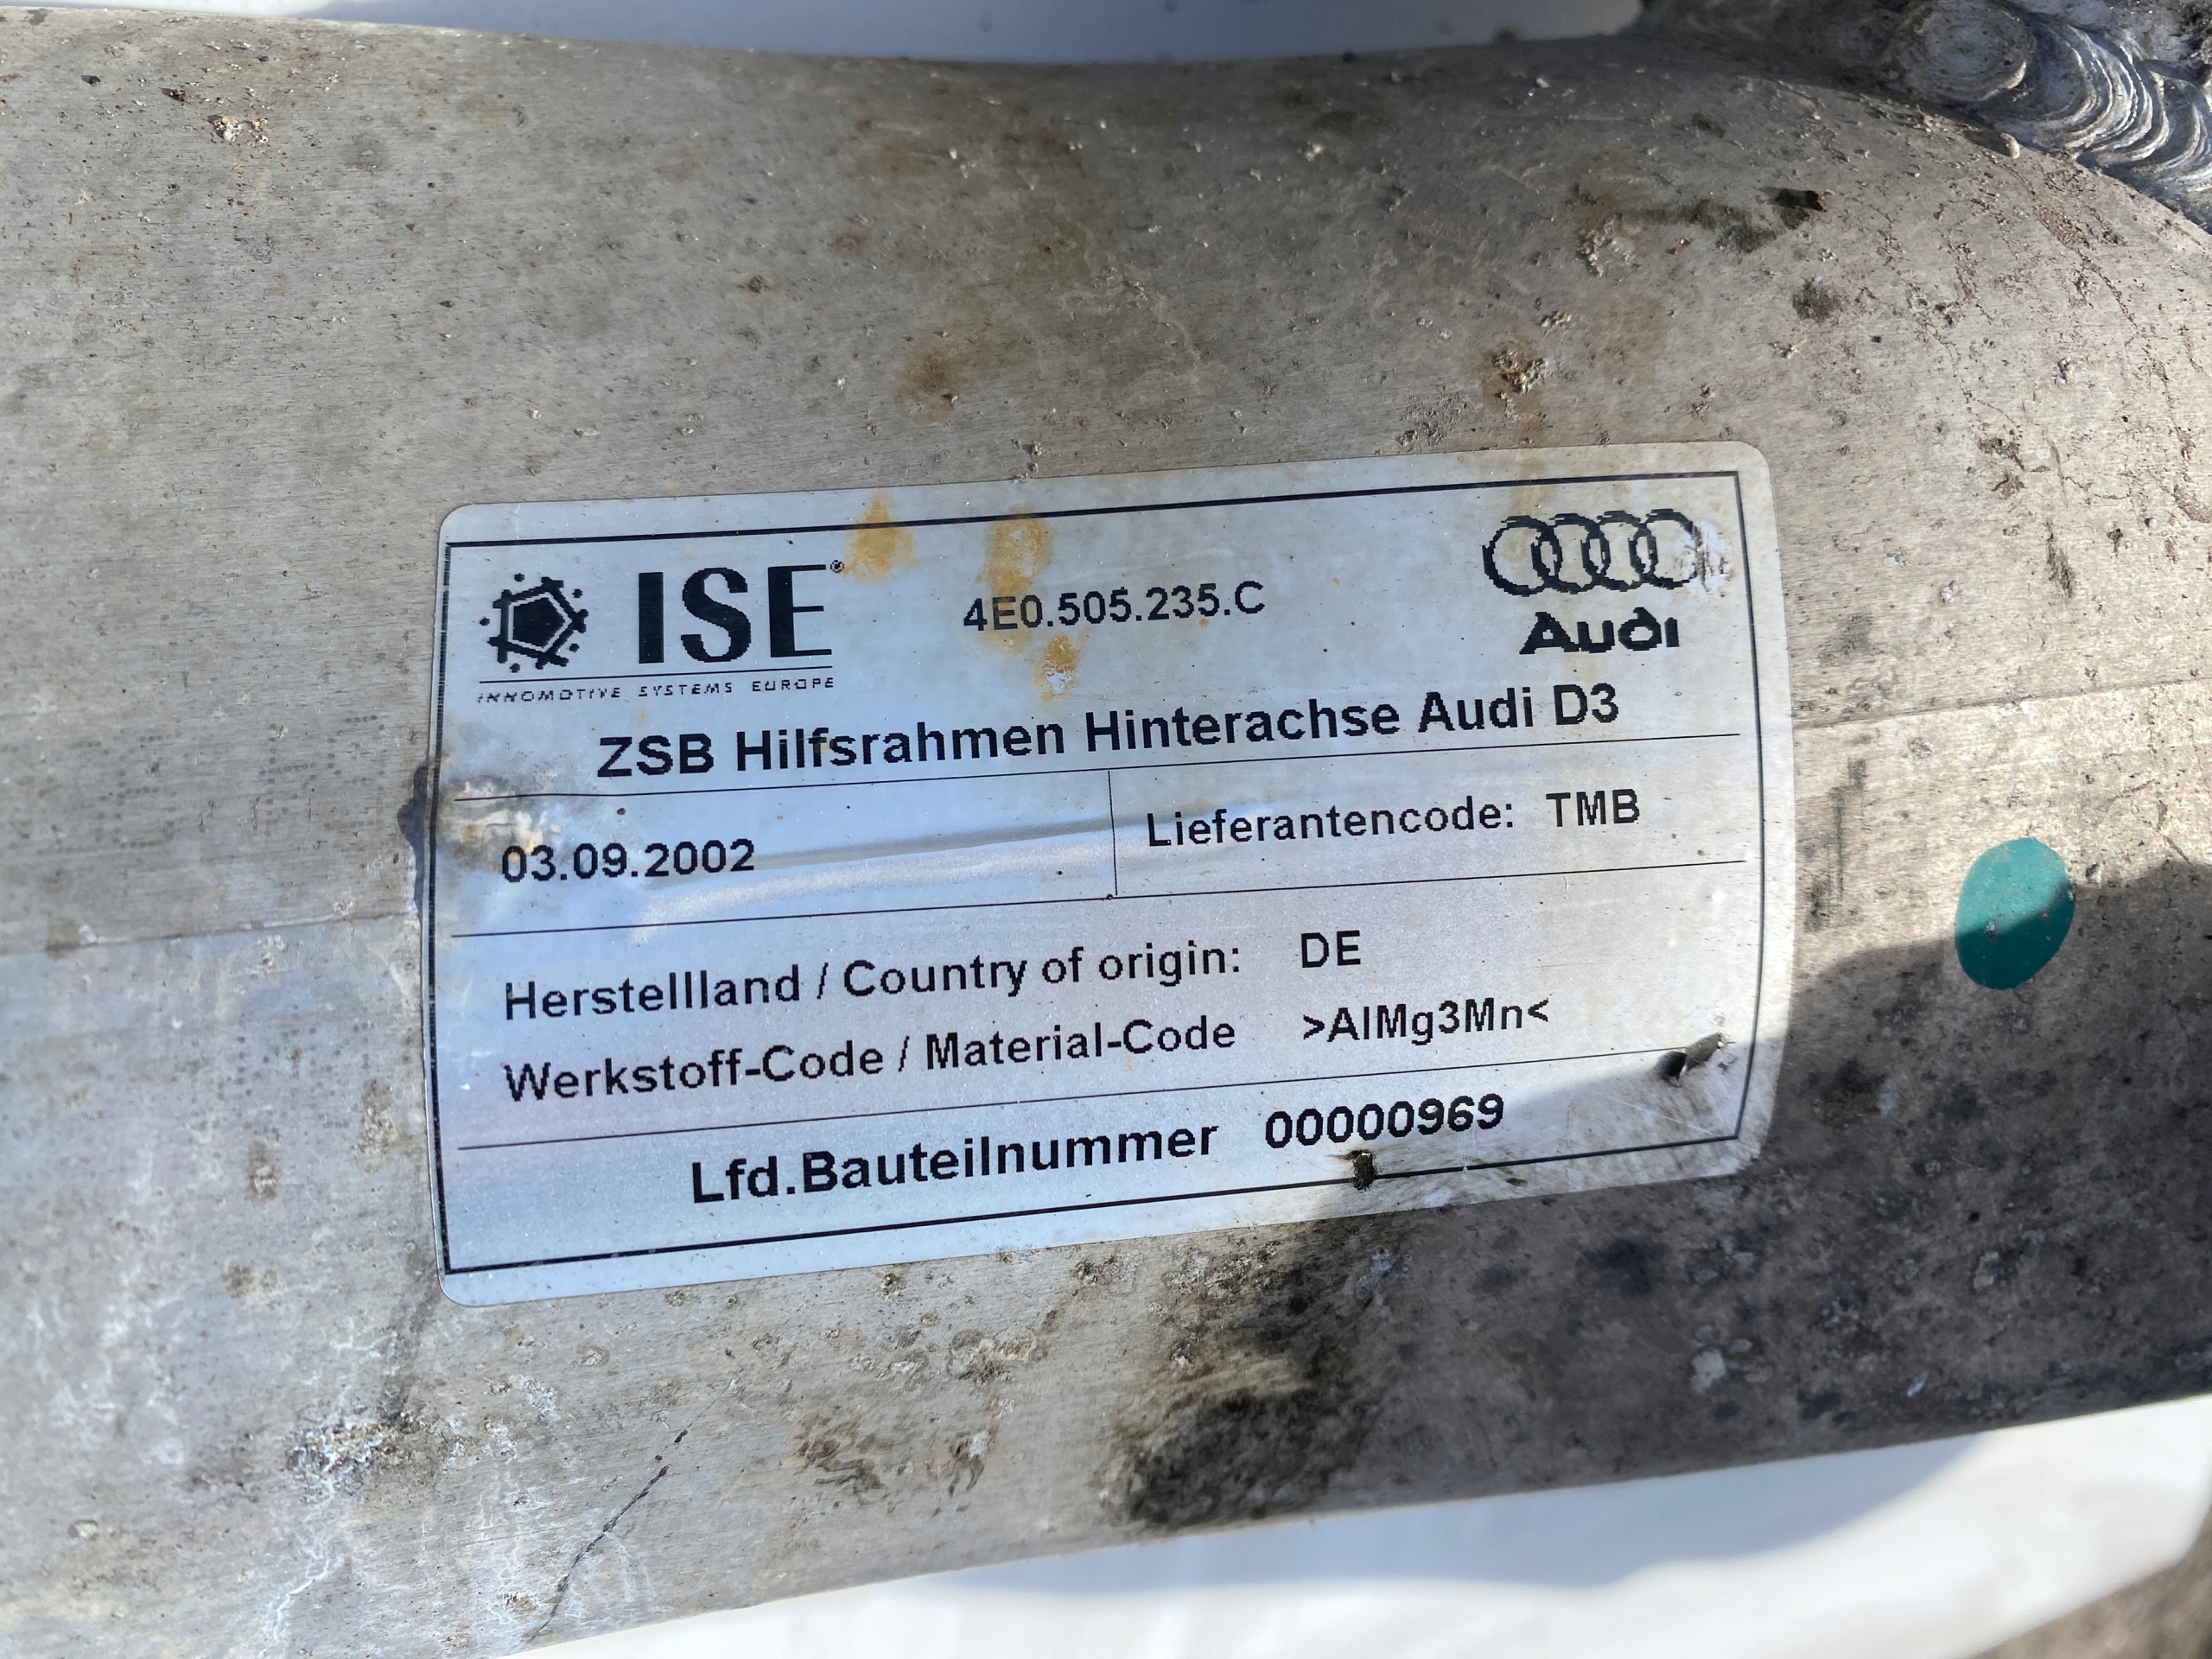 ISE®
4E0.505.235.C
Audi
INNOMOTIVE SYSTEMS EUROPE
ZSB Hilfsrahmen Hinterachse Audi D3
03.09.2002
Lieferantencode: TMB
Herstellland / Country of origin: DE
Werkstoff-Code / Material-Code >AlMg3Mn<
Lfd.Bauteilnummer 00000969